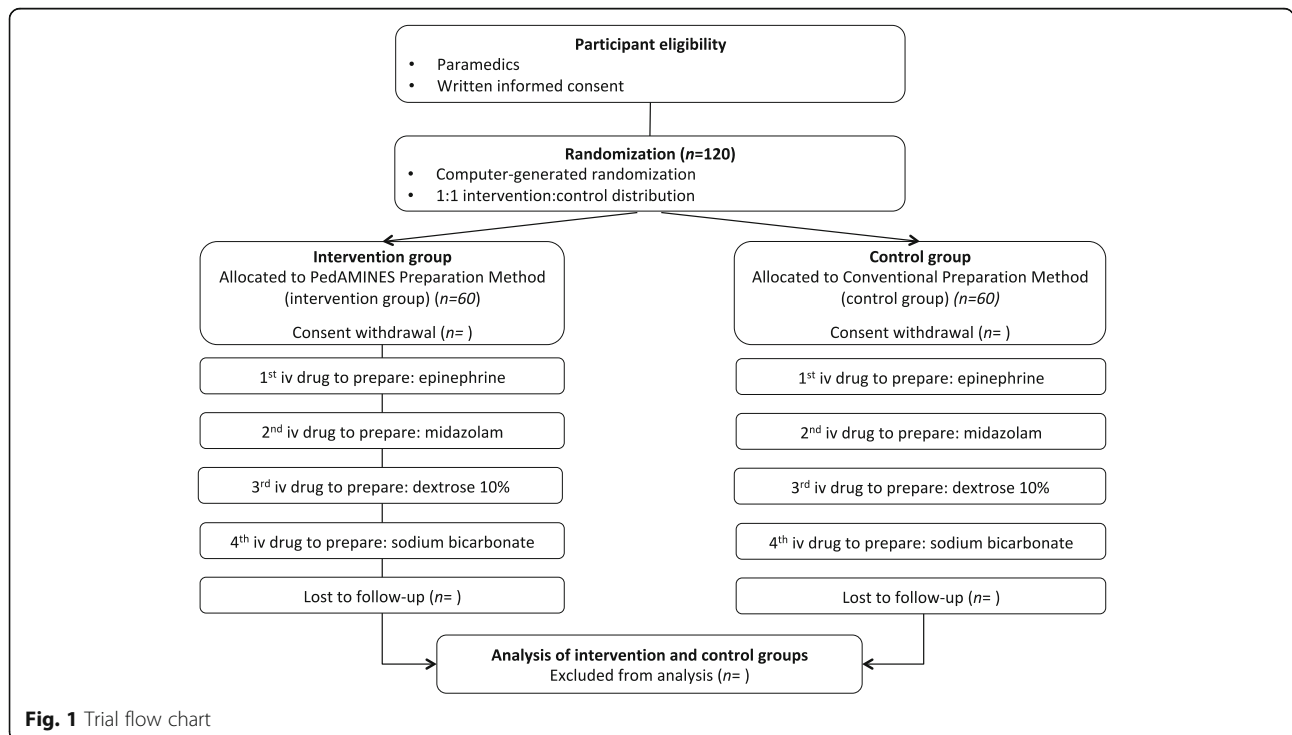 Participant eligibility
• Paramedics
• Written informed consent
Randomization (n=120)
• Computer-generated randomization
• 1:1 intervention:control distribution
Intervention group
Allocated to PedAMINES Preparation Method
(intervention group) (n=60)
Consent withdrawal (n= )
Control group
Allocated to Conventional Preparation Method
(control group) (n=60)
Consent withdrawal (n= )
1st iv drug to prepare: epinephrine
1st iv drug to prepare: epinephrine
2nd iv drug to prepare: midazolam
2nd iv drug to prepare: midazolam
3rd iv drug to prepare: dextrose 10%
3rd iv drug to prepare: dextrose 10%
4th iv drug to prepare: sodium bicarbonate
4th iv drug to prepare: sodium bicarbonate
Lost to follow-up (n= )
Lost to follow-up (n= )
Analysis of intervention and control groups
Excluded from analysis (n= )
Fig. 1 Trial flow chart